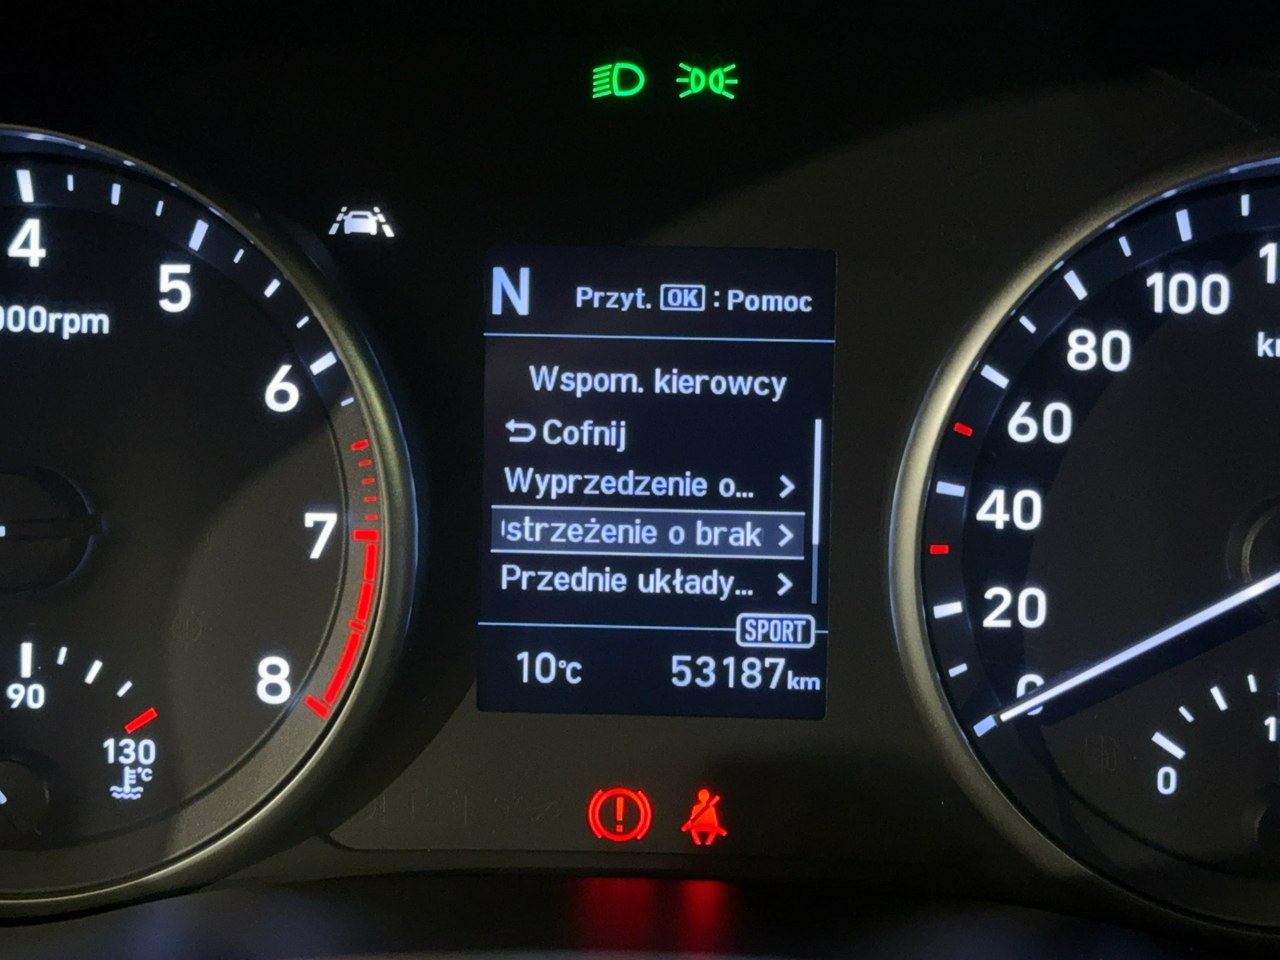 4
5
6
7
8
000rpm
90
130
°C
N Przyt. OK : Pomoc
Wspom. kierowcy
Cofnij
Wyprzedzenie o...
strzeżenie o brak
Przednie układy...
SPORT
10°C 53187km
100
80
60
40
20
0
0